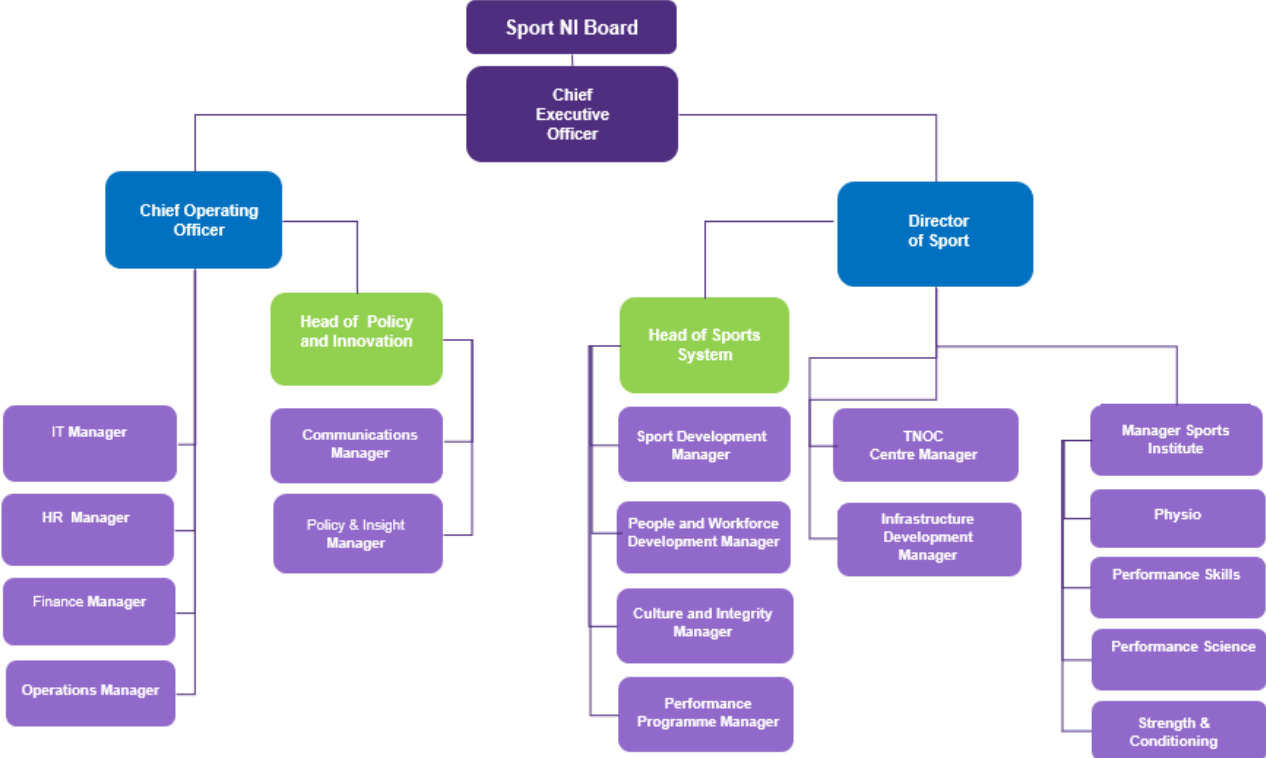 Sport NI Board
Chief
Executive
Officer
Chief Operating
Officer
Director
of Sport
Head of Policy
and Innovation
Head of Sports
System
IT Manager
HR Manager
Finance Manager
Operations Manager
Communications
Manager
Policy & Insight
Manager
Sport Development
Manager
People and Workforce
Development Manager
Culture and Integrity
Manager
Performance
Programme Manager
TNOC
Centre Manager
Infrastructure
Development
Manager
Manager Sports
Institute
Physio
Performance Skills
Performance Science
Strength &
Conditioning